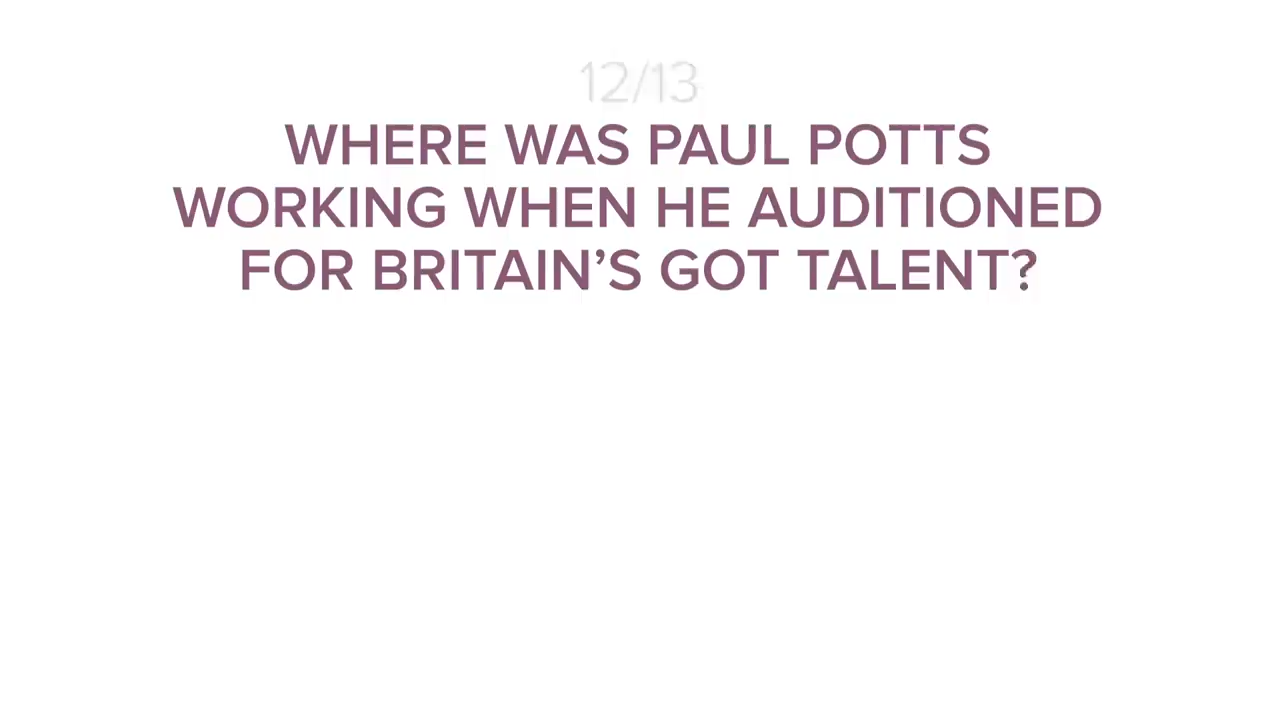 12/13
WHERE WAS PAUL POTTS
WORKING WHEN HE AUDITIONED
FOR BRITAIN’S GOT TALENT?